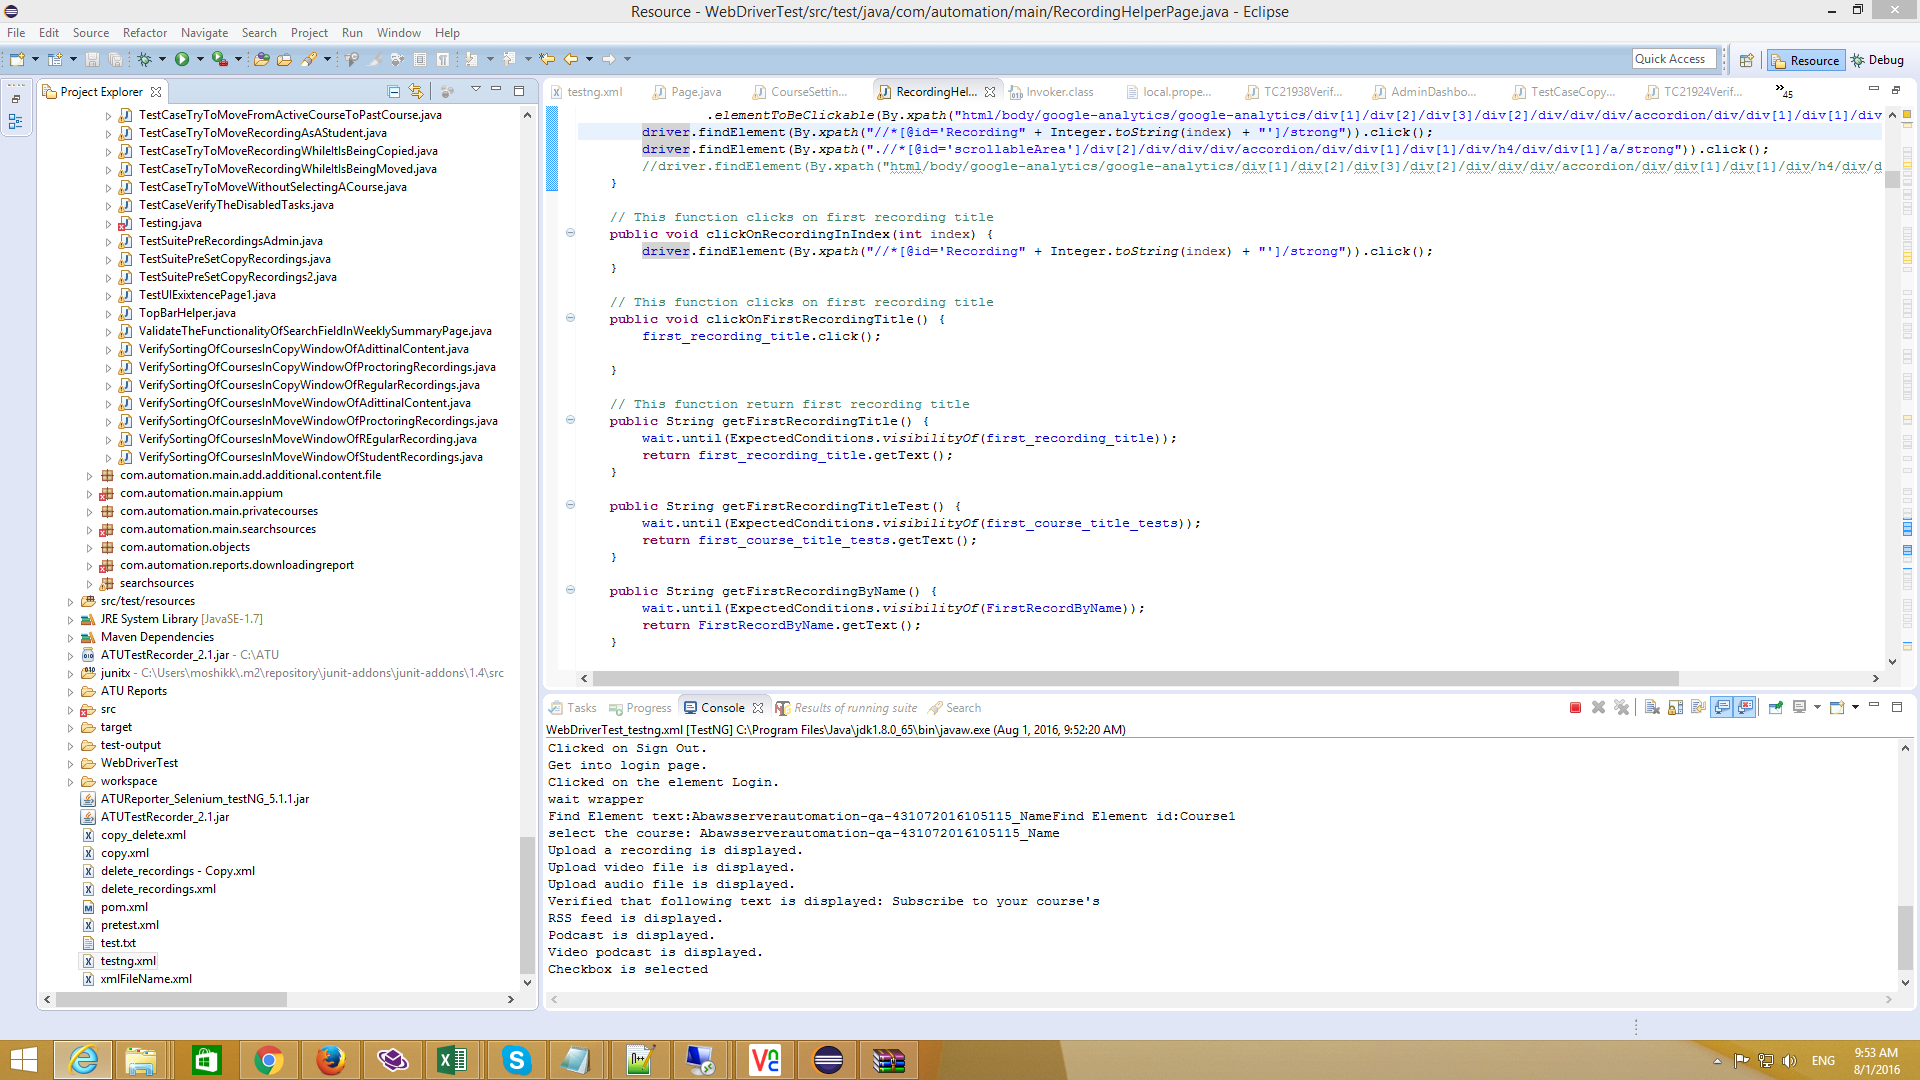 Resource - WebDriverTest/src/test/java/com/automation/main/RecordingHelperPage.java - Eclipse
File Edit Source Refactor Navigate Search Project Run Window Help
Quick Access Resource Debug
Project Explorer
TestCaseTryToMoveFromActiveCourseToPastCourse.java
TestCaseTryToMoveRecordingAsAStudent.java
TestCaseTryToMoveRecordingWhileItIsBeingCopied.java
TestCaseTryToMoveRecordingWhileItIsBeingMoved.java
TestCaseTryToMoveWithoutSelectingACourse.java
TestCaseVerifyTheDisabledTasks.java
Testing.java
TestSuitePreRecordingsAdmin.java
TestSuitePreSetCopyRecordings.java
TestSuitePreSetCopyRecordings2.java
TestUIExixtencePage1.java
TopBarHelper.java
ValidateTheFunctionalityOfSearchFieldInWeeklySummaryPage.java
VerifySortingOfCoursesInCopyWindowOfAdittinalContent.java
VerifySortingOfCoursesInCopyWindowOfProctoringRecordings.java
VerifySortingOfCoursesInCopyWindowOfRegularRecordings.java
VerifySortingOfCoursesInMoveWindowOfAdittinalContent.java
VerifySortingOfCoursesInMoveWindowOfProctoringRecordings.java
VerifySortingOfCoursesInMoveWindowOfREgularRecording.java
VerifySortingOfCoursesInMoveWindowOfStudentRecordings.java
com.automation.main.add.additional.content.file
com.automation.main.appium
com.automation.main.privatecourses
com.automation.main.searchsources
com.automation.objects
com.automation.reports.downloadingreport
searchsources
src/test/resources
JRE System Library [JavaSE-1.7]
Maven Dependencies
ATUTestRecorder_2.1.jar - C:\ATU
junitx - C:\Users\moshikk\.m2\repository\junit-addons\junit-addons\1.4\src
ATU Reports
src
target
test-output
WebDriverTest
workspace
ATUReporter_Selenium_testNG_5.1.1.jar
ATUTestRecorder_2.1.jar
copy_delete.xml
copy.xml
delete_recordings - Copy.xml
delete_recordings.xml
pom.xml
pretest.xml
test.txt
testng.xml
xmlFileName.xml
testng.xml Page.java CourseSettin... RecordingHel... Invoker.class local.prope... TC21938Verif... AdminDashbo... TestCaseCopy... TC21924Verif... 45
.elementToBeClickable(By.xpath("html/body/google-analytics/google-analytics/div[1]/div[2]/div[3]/div[2]/div/div/div/accordion/div/div[1]/div[1]/div
driver.findElement(By.xpath("//*[@id='Recording" + Integer.toString(index) + "']/strong")).click();
driver.findElement(By.xpath(".//*[@id='scrollableArea']/div[2]/div/div/div/accordion/div/div[1]/div[1]/div/h4/div/div[1]/a/strong")).click();
//driver.findElement(By.xpath("html/body/google-analytics/google-analytics/div[1]/div[2]/div[3]/div[2]/div/div/div/accordion/div/div[1]/div[1]/div/h4/div/d
}
// This function clicks on first recording title
public void clickOnRecordingInIndex(int index) {
driver.findElement(By.xpath("//*[@id='Recording" + Integer.toString(index) + "']/strong")).click();
}
// This function clicks on first recording title
public void clickOnFirstRecordingTitle() {
first_recording_title.click();
}
// This function return first recording title
public String getFirstRecordingTitle() {
wait.until(ExpectedConditions.visibilityOf(first_recording_title));
return first_recording_title.getText();
}
public String getFirstRecordingTitleTest() {
wait.until(ExpectedConditions.visibilityOf(first_course_title_tests));
return first_course_title_tests.getText();
}
public String getFirstRecordingByName() {
wait.until(ExpectedConditions.visibilityOf(FirstRecordByName));
return FirstRecordByName.getText();
}
Tasks Progress Console Results of running suite Search
WebDriverTest_testng.xml [TestNG] C:\Program Files\Java\jdk1.8.0_65\bin\javaw.exe (Aug 1, 2016, 9:52:20 AM)
Clicked on Sign Out.
Get into login page.
Clicked on the element Login.
wait wrapper
Find Element text:Abawsserverautomation-qa-431072016105115_NameFind Element id:Course1
select the course: Abawsserverautomation-qa-431072016105115_Name
Upload a recording is displayed.
Upload video file is displayed.
Upload audio file is displayed.
Verified that following text is displayed: Subscribe to your course's
RSS feed is displayed.
Podcast is displayed.
Video podcast is displayed.
Checkbox is selected
ENG
9:53 AM
8/1/2016